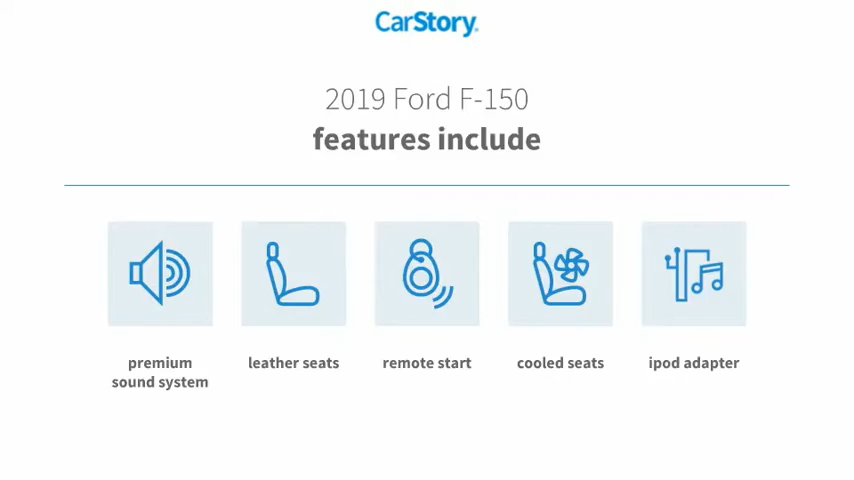 CarStory.
2019 Ford F-150
features include
premium
sound system
leather seats
remote start
cooled seats
ipod adapter